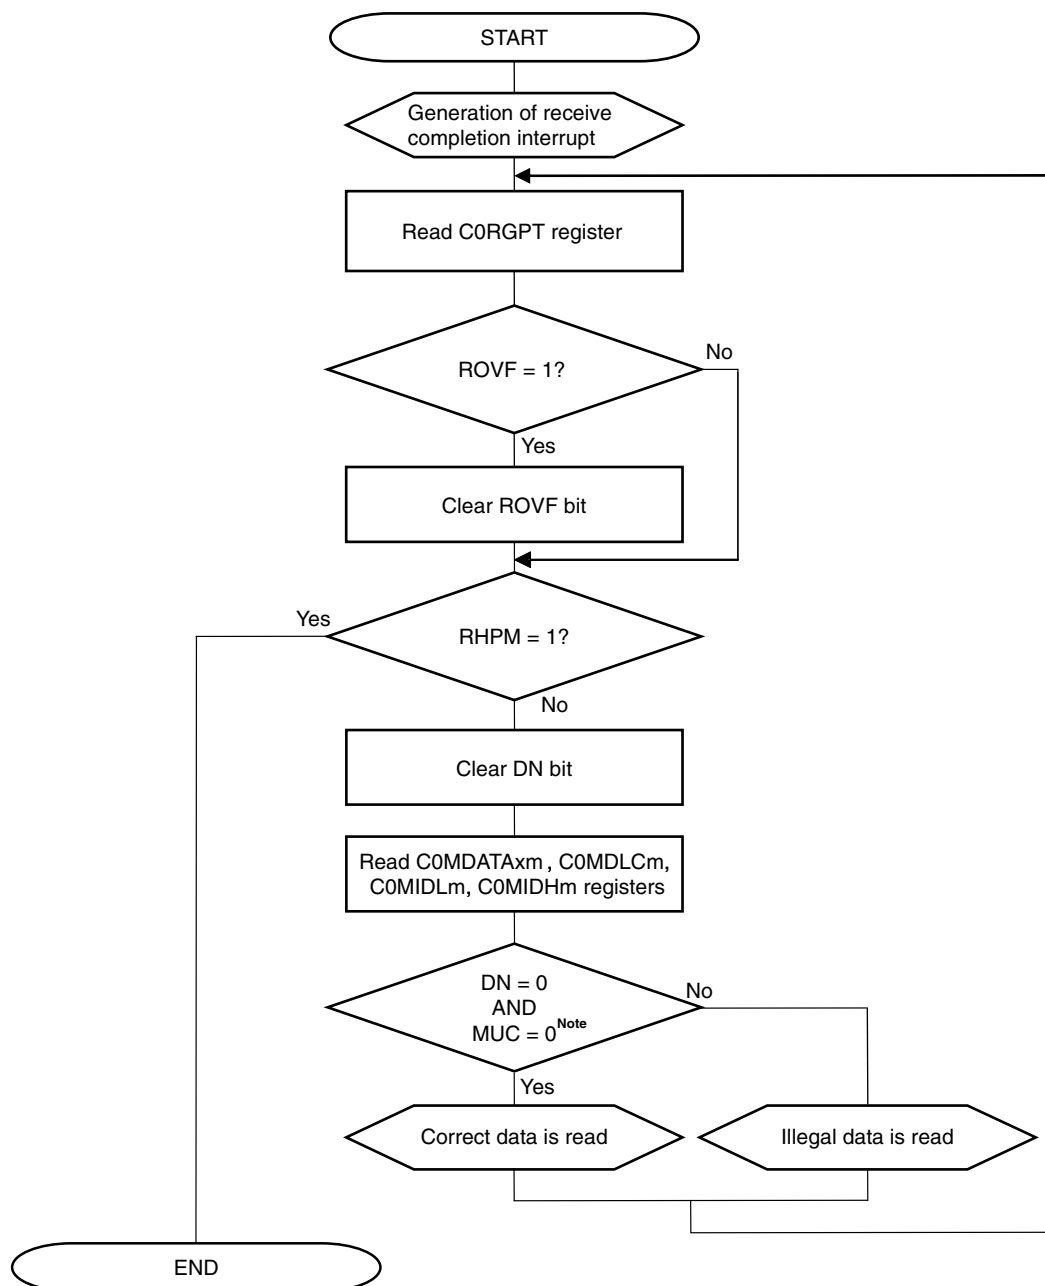 START
Generation of receive
completion interrupt
Read C0RGPT register
ROVF = 1?
No
Yes
Clear ROVF bit
Yes
RHPM = 1?
No
Clear DN bit
Read C0MDATAxm , C0MDLCm,
C0MIDLm, C0MIDHm registers
DN = 0
AND
MUC = 0Note
No
Yes
Correct data is read
Illegal data is read
END